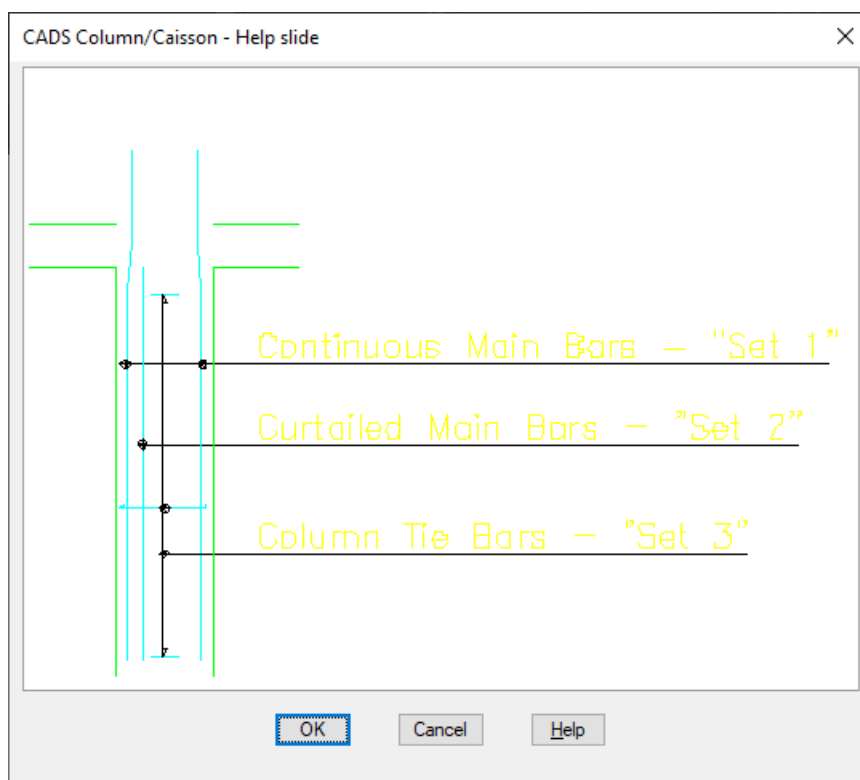 CADS Column/Caisson - Help slide
Continuous Main Bars - "Set 1"
Curtailed Main Bars - "Set 2"
Column Tie Bars - "Set 3"
OK Cancel Help